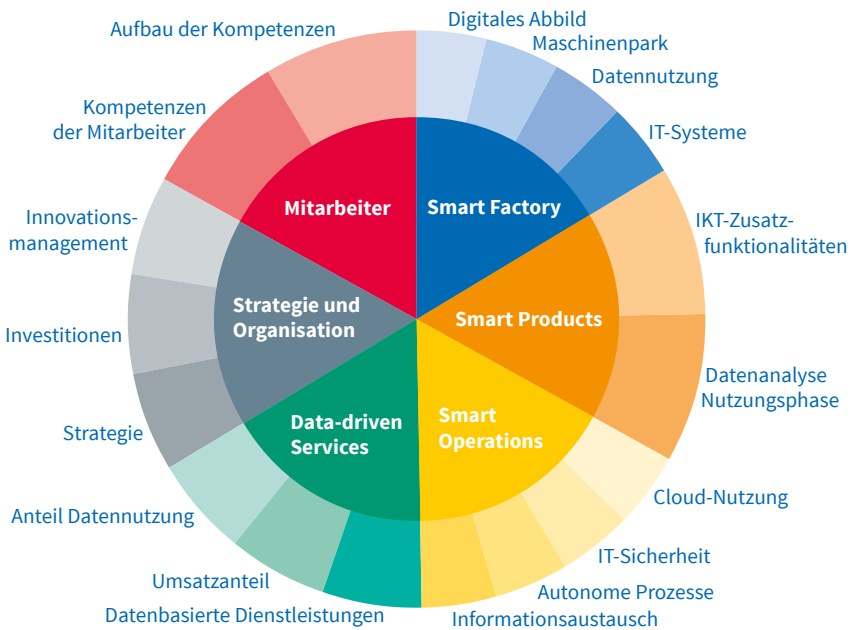 Digitales Abbild
Maschinenpark
Datennutzung
IT-Systeme
IKT-Zusatz-
funktionalitäten
Datenanalyse
Nutzungsphase
Cloud-Nutzung
IT-Sicherheit
Autonome Prozesse
Informationsaustausch
Datenbasierte Dienstleistungen
Umsatzanteil
Anteil Datennutzung
Strategie
Investitionen
Innovations-
management
Kompetenzen
der Mitarbeiter
Aufbau der Kompetenzen
Mitarbeiter
Smart Factory
Smart Products
Smart
Operations
Data-driven
Services
Strategie und
Organisation